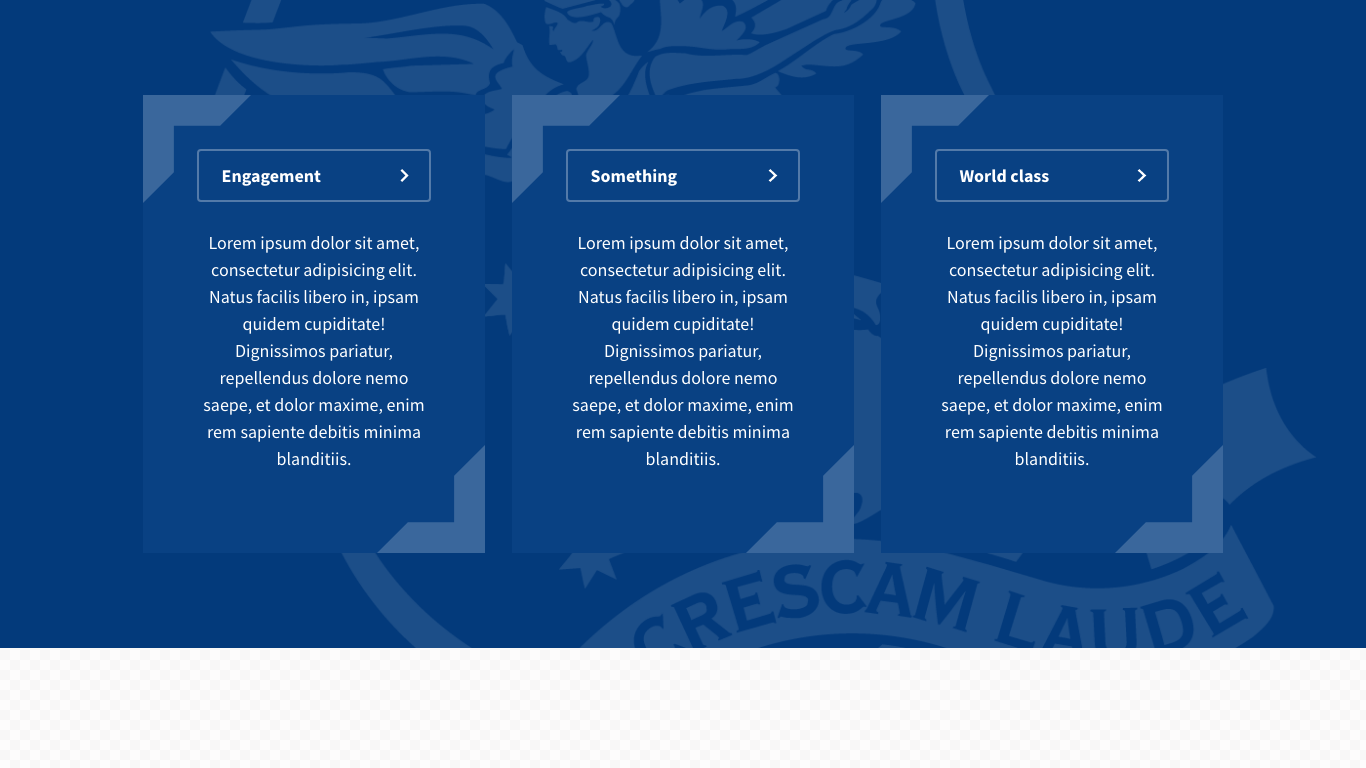 Engagement
Lorem ipsum dolor sit amet,
consectetur adipisicing elit.
Natus facilis libero in, ipsam
quidem cupiditate!
Dignissimos pariatur,
repellendus dolore nemo
saepe, et dolor maxime, enim
rem sapiente debitis minima
blanditiis.
Something
Lorem ipsum dolor sit amet,
consectetur adipisicing elit.
Natus facilis libero in, ipsam
quidem cupiditate!
Dignissimos pariatur,
repellendus dolore nemo
saepe, et dolor maxime, enim
rem sapiente debitis minima
blanditiis.
World class
Lorem ipsum dolor sit amet,
consectetur adipisicing elit.
Natus facilis libero in, ipsam
quidem cupiditate!
Dignissimos pariatur,
repellendus dolore nemo
saepe, et dolor maxime, enim
rem sapiente debitis minima
blanditiis.
CRESCAM LAUDE